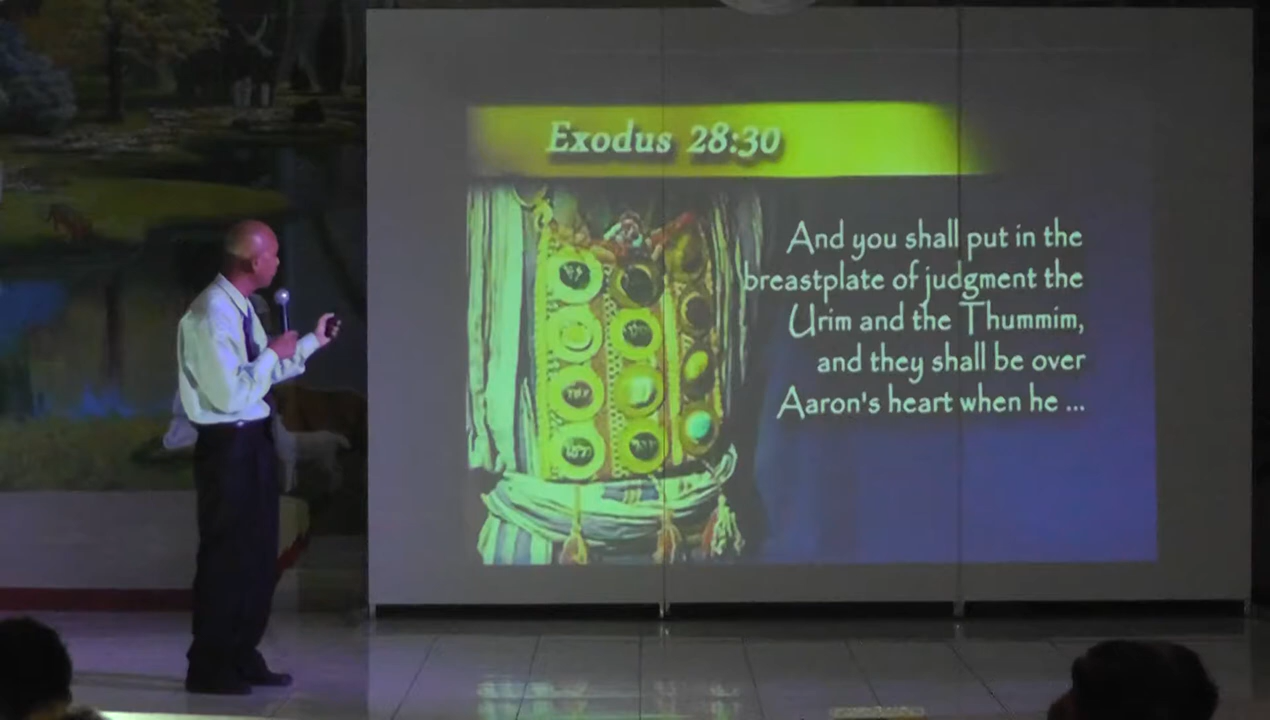 Exodus 28:30
And you shall put in the
breastplate of judgment the
Urim and the Thummim,
and they shall be over
Aaron's heart when he ...